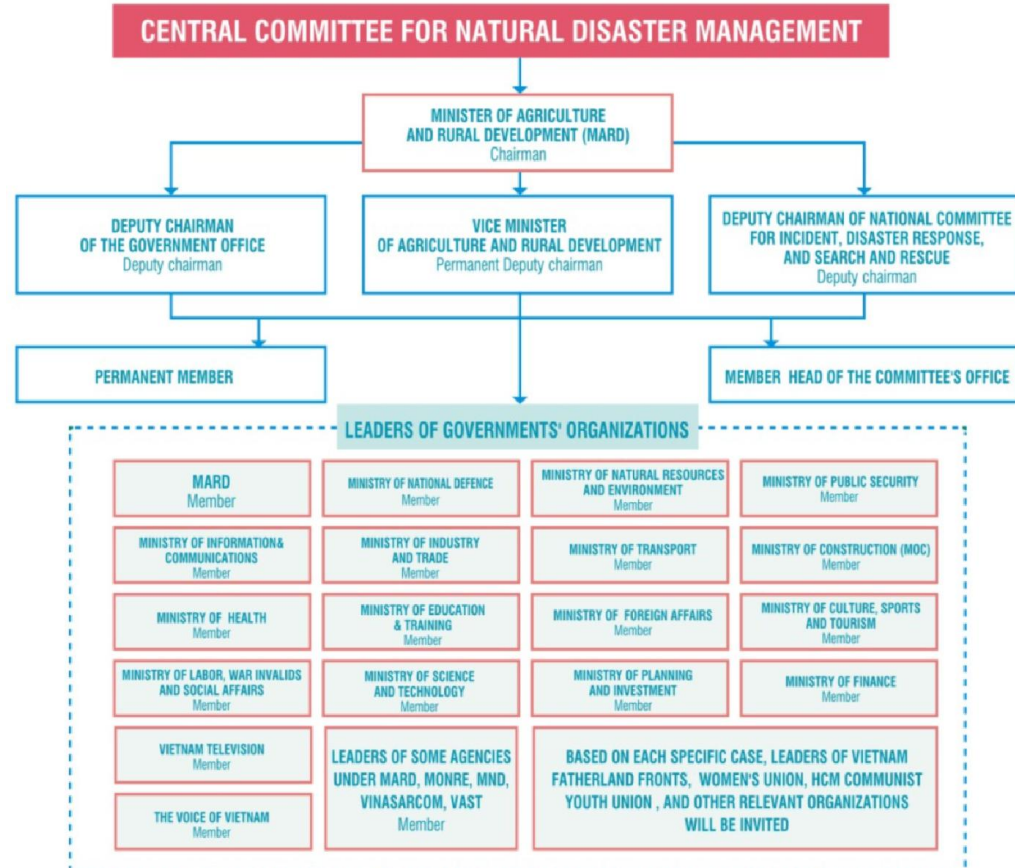 CENTRAL COMMITTEE FOR NATURAL DISASTER MANAGEMENT
MINISTER OF AGRICULTURE
AND RURAL DEVELOPMENT (MARD)
Chairman
DEPUTY CHAIRMAN
OF THE GOVERNMENT OFFICE
Deputy chairman
VICE MINISTER
OF AGRICULTURE AND RURAL DEVELOPMENT
Permanent Deputy chairman
DEPUTY CHAIRMAN OF NATIONAL COMMITTEE
FOR INCIDENT, DISASTER RESPONSE,
AND SEARCH AND RESCUE
Deputy chairman
PERMANENT MEMBER
MEMBER HEAD OF THE COMMITTEE'S OFFICE
LEADERS OF GOVERNMENTS' ORGANIZATIONS
MARD
Member
MINISTRY OF NATIONAL DEFENCE
Member
MINISTRY OF NATURAL RESOURCES
AND ENVIRONMENT
Member
MINISTRY OF PUBLIC SECURITY
Member
MINISTRY OF INFORMATION&
COMMUNICATIONS
Member
MINISTRY OF INDUSTRY
AND TRADE
Member
MINISTRY OF TRANSPORT
Member
MINISTRY OF CONSTRUCTION (MOC)
Member
MINISTRY OF HEALTH
Member
MINISTRY OF EDUCATION
& TRAINING
Member
MINISTRY OF FOREIGN AFFAIRS
Member
MINISTRY OF CULTURE, SPORTS
AND TOURISM
Member
MINISTRY OF LABOR, WAR INVALIDS
AND SOCIAL AFFAIRS
Member
MINISTRY OF SCIENCE
AND TECHNOLOGY
Member
MINISTRY OF PLANNING
AND INVESTMENT
Member
MINISTRY OF FINANCE
Member
VIETNAM TELEVISION
Member
THE VOICE OF VIETNAM
Member
LEADERS OF SOME AGENCIES
UNDER MARD, MONRE, MND,
VINASARCOM, VAST
Member
BASED ON EACH SPECIFIC CASE, LEADERS OF VIETNAM
FATHERLAND FRONTS, WOMEN'S UNION, HCM COMMUNIST
YOUTH UNION , AND OTHER RELEVANT ORGANIZATIONS
WILL BE INVITED